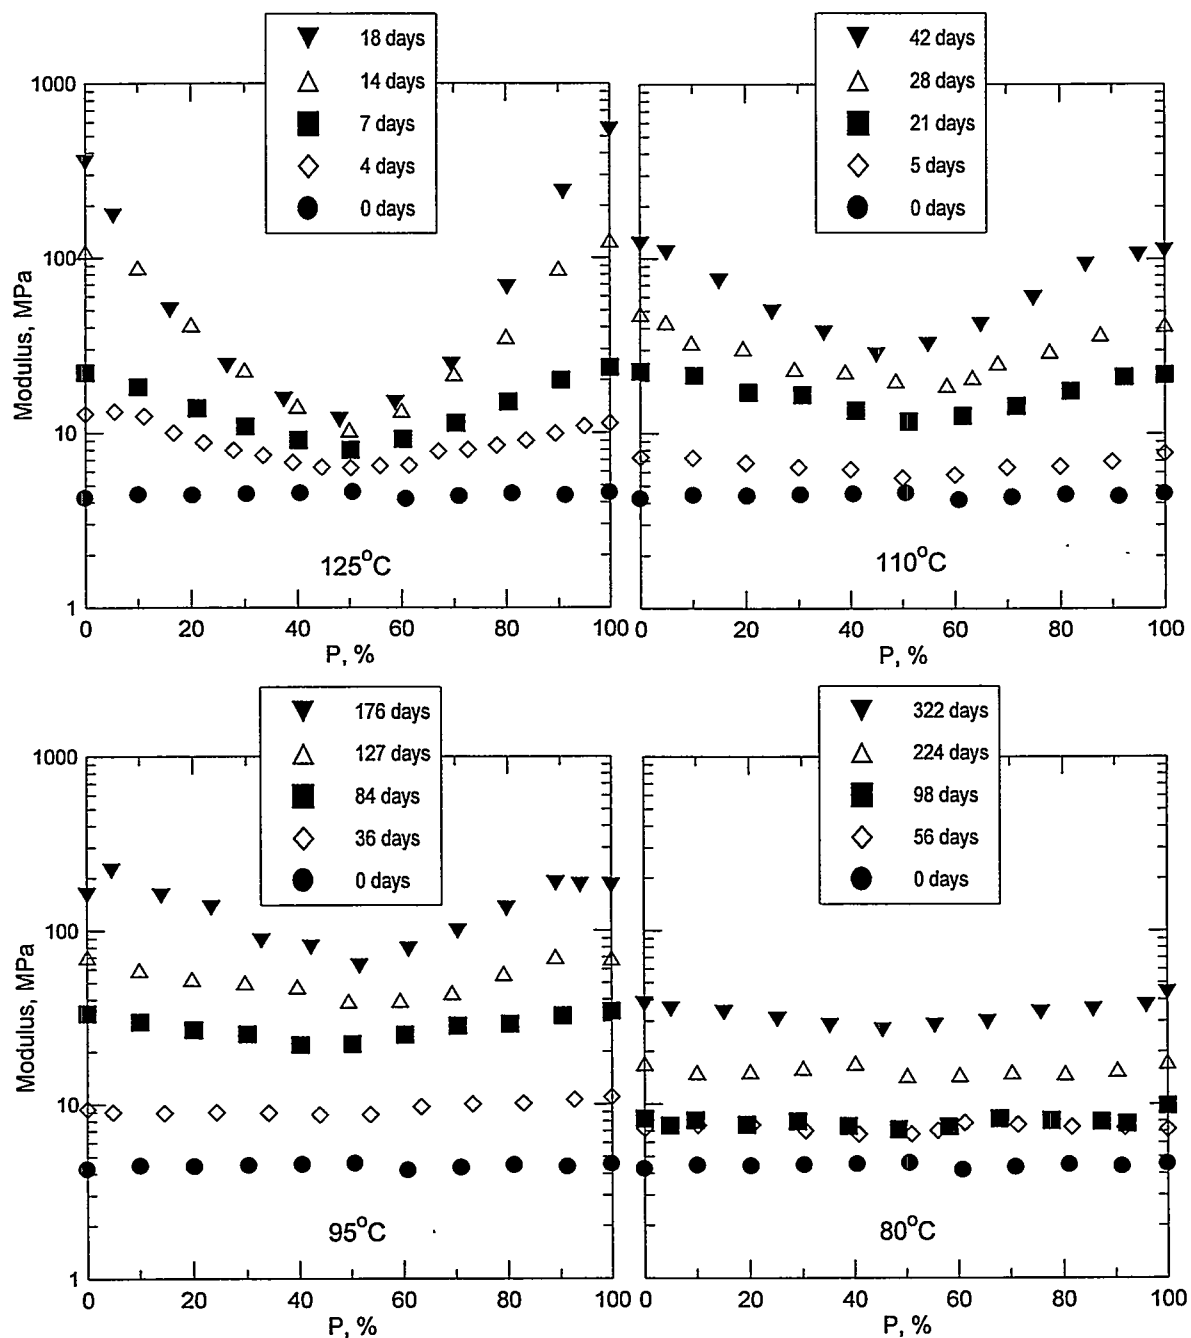 18 days
14 days
7 days
4 days
0 days
1000
100
10
1
Modulus, MPa
125°C
0 20 40 60 80 100
P, %
42 days
28 days
21 days
5 days
0 days
110°C
0 20 40 60 80 100
P, %
176 days
127 days
84 days
36 days
0 days
1000
100
10
1
Modulus, MPa
95°C
0 20 40 60 80 100
P, %
322 days
224 days
98 days
56 days
0 days
80°C
0 20 40 60 80 100
P, %